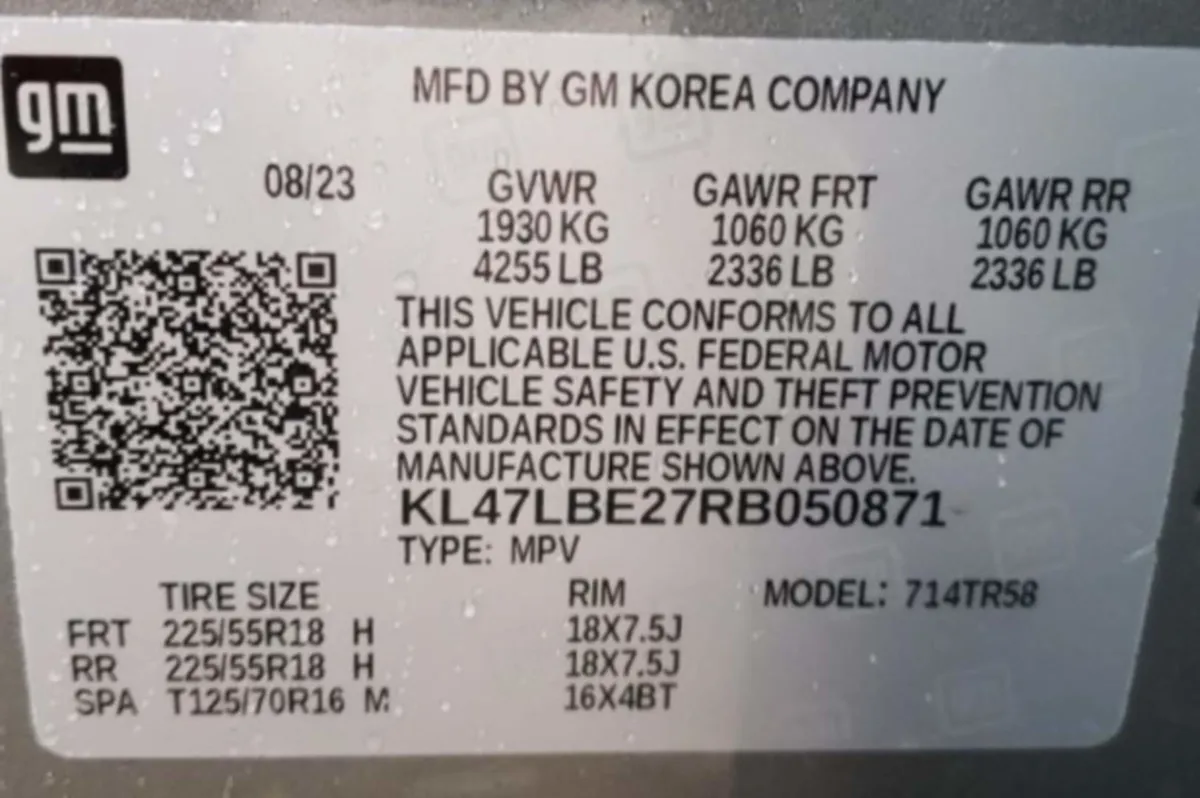 gm
MFD BY GM KOREA COMPANY
08/23 GVWR GAWR FRT GAWR RR
1930 KG 1060 KG 1060 KG
4255 LB 2336 LB 2336 LB
THIS VEHICLE CONFORMS TO ALL
APPLICABLE U.S. FEDERAL MOTOR
VEHICLE SAFETY AND THEFT PREVENTION
STANDARDS IN EFFECT ON THE DATE OF
MANUFACTURE SHOWN ABOVE.
KL47LBE27RB050871
TYPE: MPV
TIRE SIZE RIM MODEL: 714TR58
FRT 225/55R18 H 18X7.5J
RR 225/55R18 H 18X7.5J
SPA T125/70R16 M 16X4BT